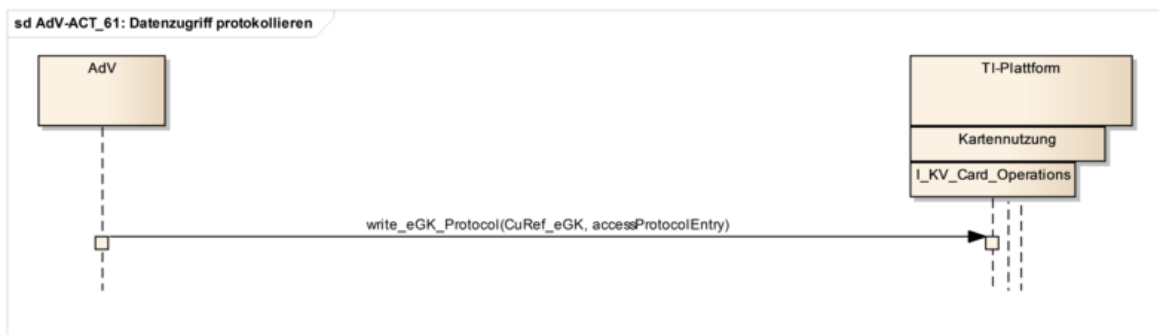 sd AdV-ACT_61: Datenzugriff protokollieren
AdV
TI-Plattform
Kartennutzung
I_KV_Card_Operations
write_eGK_Protocol(CuRef_eGK, accessProtocolEntry)